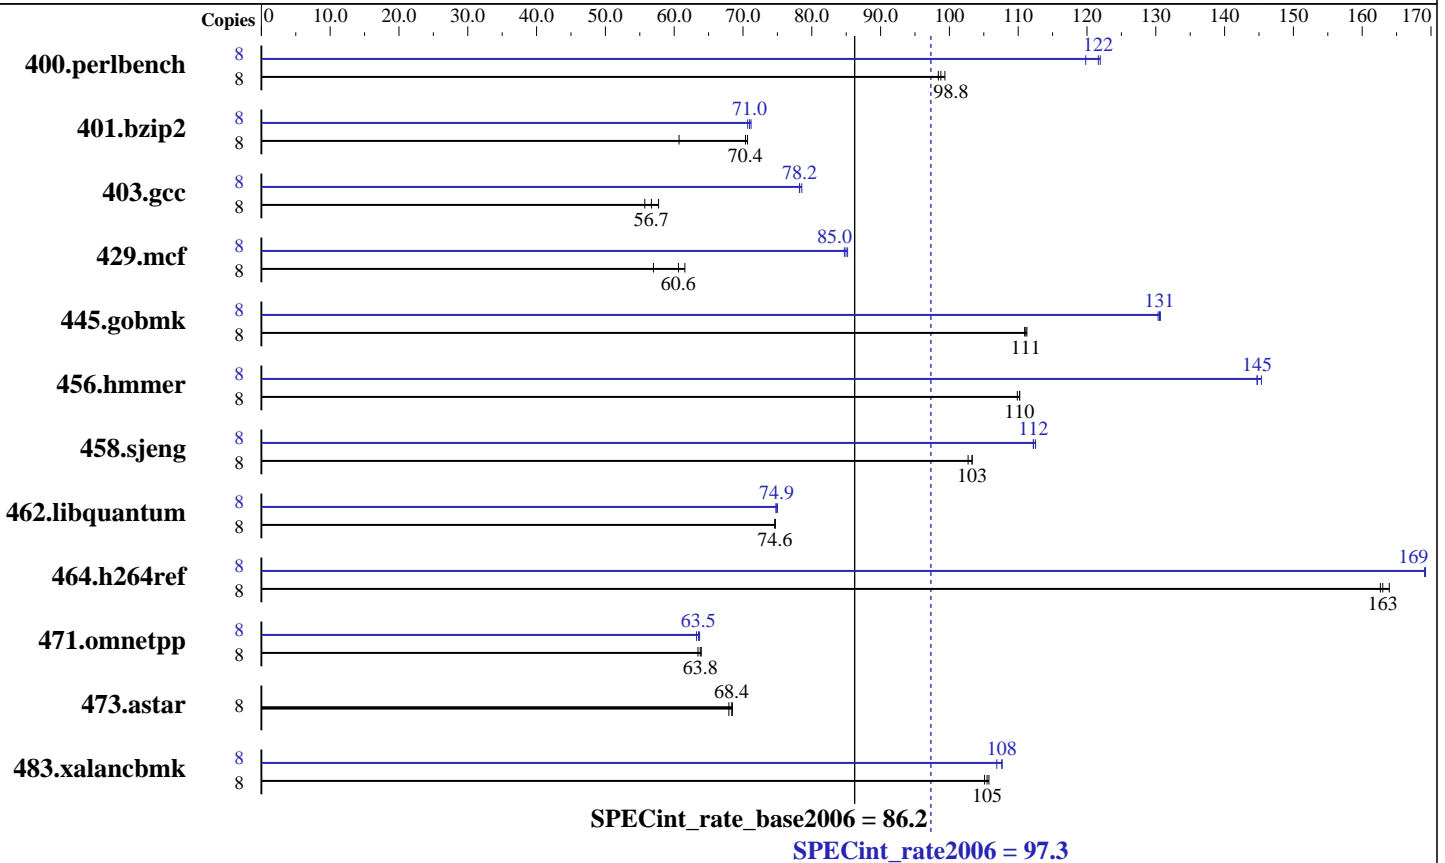 Copies 0 10.0 20.0 30.0 40.0 50.0 60.0 70.0 80.0 90.0 100 110 120 130 140 150 160 170
400.perlbench 8 122
8 98.8
401.bzip2 8 71.0
8 70.4
403.gcc 8 78.2
8 56.7
429.mcf 8 85.0
8 60.6
445.gobmk 8 131
8 111
456.hmmer 8 145
8 110
458.sjeng 8 112
8 103
462.libquantum 8 74.9
8 74.6
464.h264ref 8 169
8 163
471.omnetpp 8 63.5
8 63.8
473.astar 8 68.4
483.xalancbmk 8 108
8 105
SPECint_rate_base2006 = 86.2
SPECint_rate2006 = 97.3